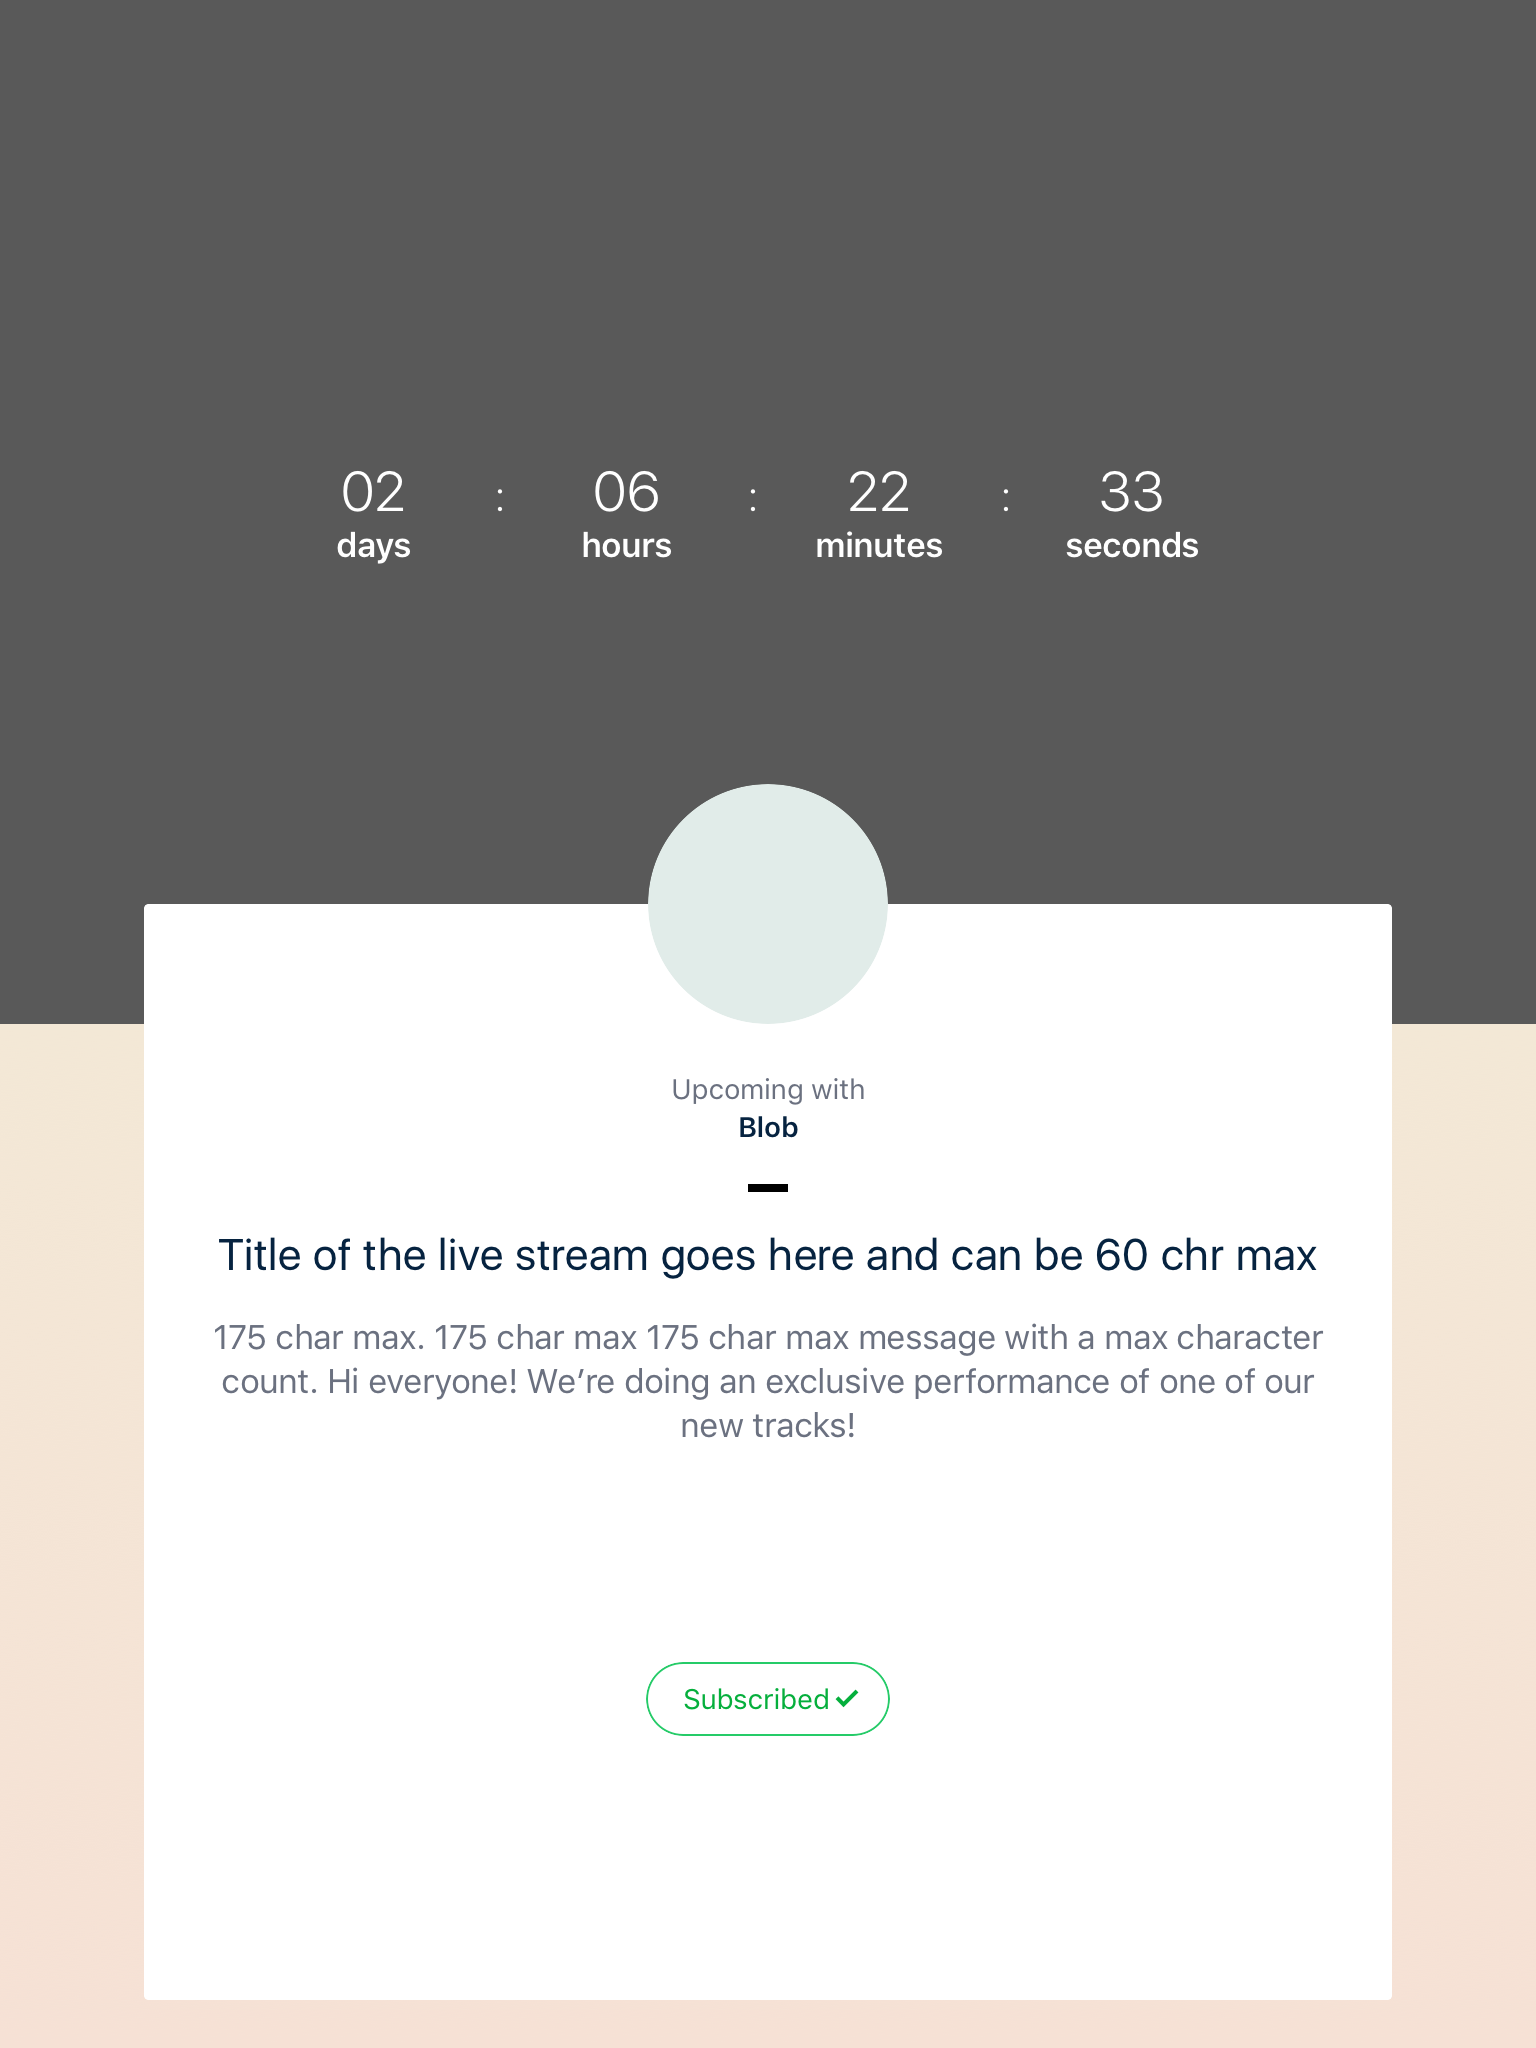 02 : 06 : 22 : 33
days hours minutes seconds
Upcoming with
Blob
Title of the live stream goes here and can be 60 chr max
175 char max. 175 char max 175 char max message with a max character
count. Hi everyone! We’re doing an exclusive performance of one of our
new tracks!
Subscribed